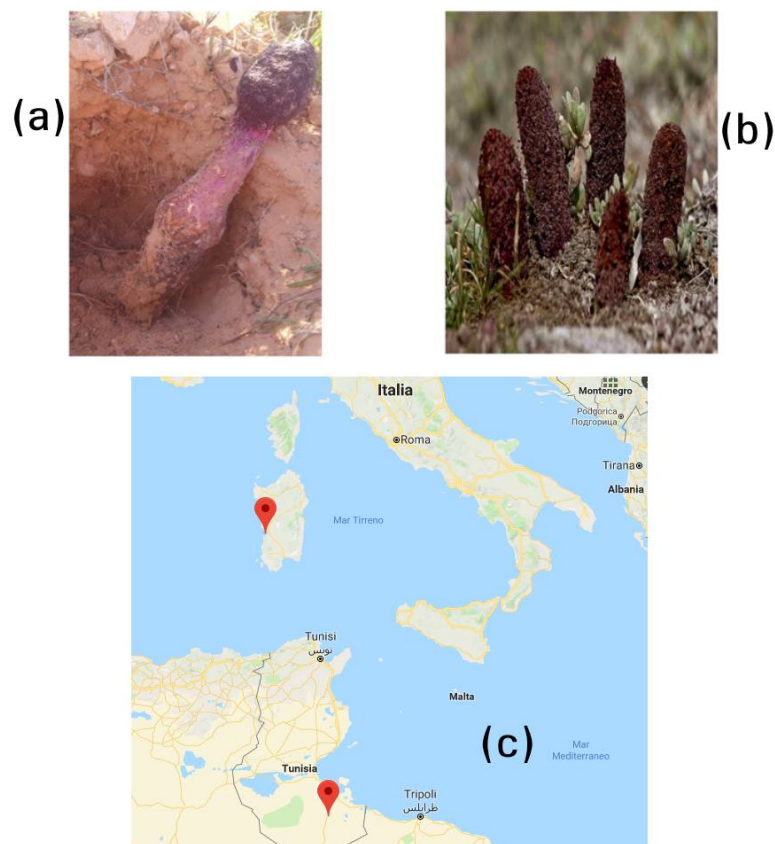 (a)
(b)
Italia
Montenegro
Podgorica
Подгорица
Roma
Tirana
Albania
Mar Tirreno
Tunisi
تونس
Malta
(c)
Mar
Mediterraneo
Tunisia
Tripoli
طرابلس